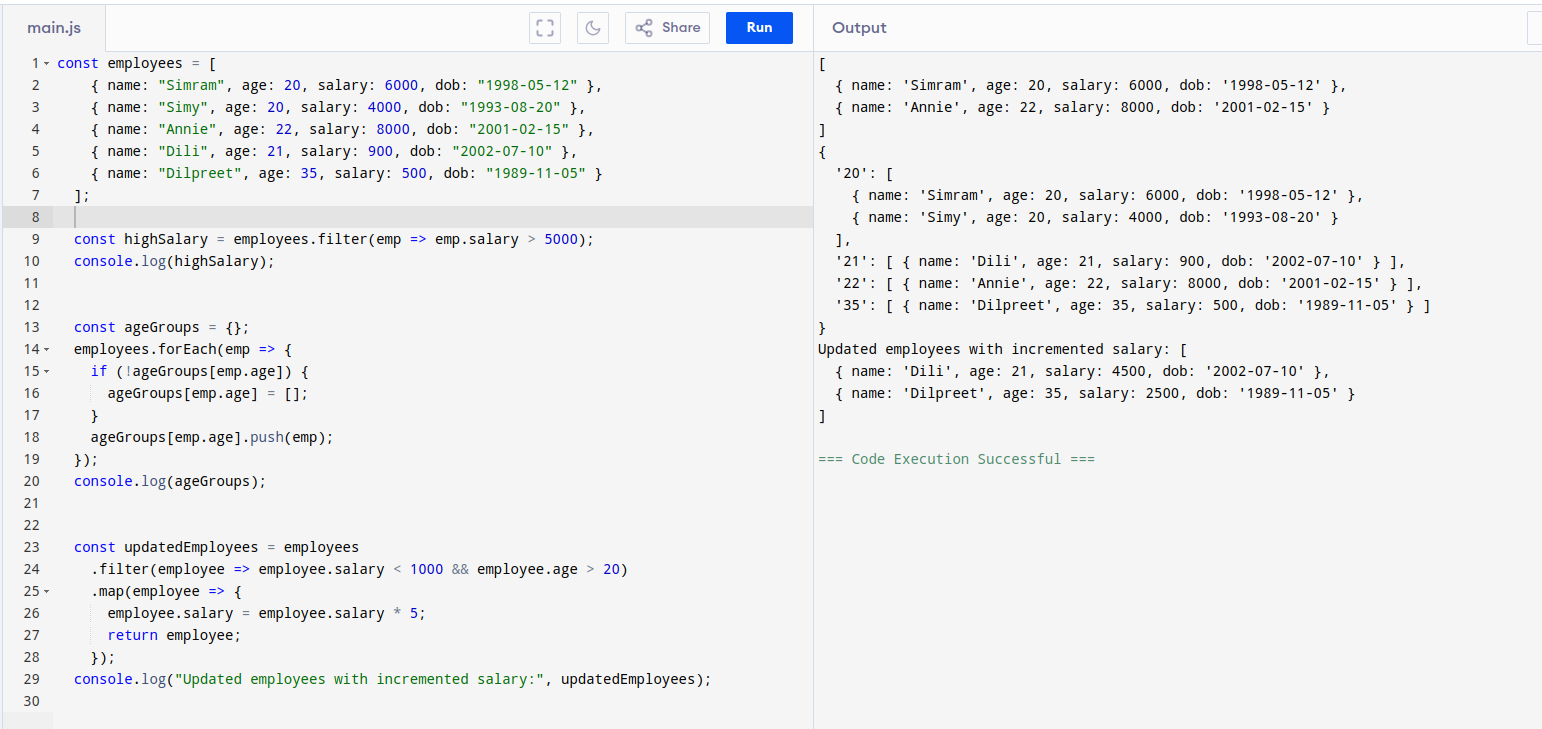 main.js
Share
Run
Output
1 const employees = [
2     { name: "Simram", age: 20, salary: 6000, dob: "1998-05-12" },
3     { name: "Simy", age: 20, salary: 4000, dob: "1993-08-20" },
4     { name: "Annie", age: 22, salary: 8000, dob: "2001-02-15" },
5     { name: "Dili", age: 21, salary: 900, dob: "2002-07-10" },
6     { name: "Dilpreet", age: 35, salary: 500, dob: "1989-11-05" }
7   ];
8
9   const highSalary = employees.filter(emp => emp.salary > 5000);
10   console.log(highSalary);
11
12
13   const ageGroups = {};
14   employees.forEach(emp => {
15     if (!ageGroups[emp.age]) {
16       ageGroups[emp.age] = [];
17     }
18     ageGroups[emp.age].push(emp);
19   });
20   console.log(ageGroups);
21
22
23   const updatedEmployees = employees
24     .filter(employee => employee.salary < 1000 && employee.age > 20)
25     .map(employee => {
26       employee.salary = employee.salary * 5;
27       return employee;
28     });
29   console.log("Updated employees with incremented salary:", updatedEmployees);
30
[
  { name: 'Simram', age: 20, salary: 6000, dob: '1998-05-12' },
  { name: 'Annie', age: 22, salary: 8000, dob: '2001-02-15' }
]
{
  '20': [
    { name: 'Simram', age: 20, salary: 6000, dob: '1998-05-12' },
    { name: 'Simy', age: 20, salary: 4000, dob: '1993-08-20' }
  ],
  '21': [ { name: 'Dili', age: 21, salary: 900, dob: '2002-07-10' } ],
  '22': [ { name: 'Annie', age: 22, salary: 8000, dob: '2001-02-15' } ],
  '35': [ { name: 'Dilpreet', age: 35, salary: 500, dob: '1989-11-05' } ]
}
Updated employees with incremented salary: [
  { name: 'Dili', age: 21, salary: 4500, dob: '2002-07-10' },
  { name: 'Dilpreet', age: 35, salary: 2500, dob: '1989-11-05' }
]
=== Code Execution Successful ===